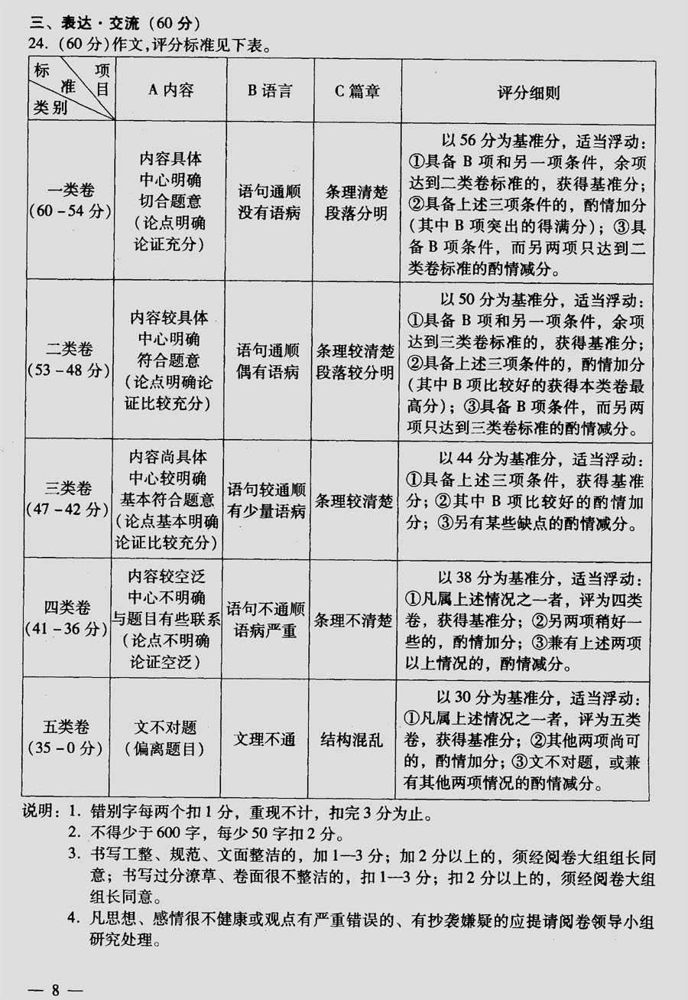 三、表达·交流（60 分）
24.（60 分）作文，评分标准见下表。
标 项
准 目
类别
A 内容
B 语言
C 篇章
评分细则
一类卷
（60－54 分）
内容具体
中心明确
切合题意
（论点明确
论证充分）
语句通顺
没有语病
条理清楚
段落分明
以 56 分为基准分，适当浮动：
①具备 B 项和另一项条件，余项
达到二类卷标准的，获得基准分；
②具备上述三项条件的，酌情加分
（其中 B 项突出的得满分）；③具
备 B 项条件，而另两项只达到二
类卷标准的酌情减分。
二类卷
（53－48 分）
内容较具体
中心明确
符合题意
（论点明确论
证比较充分）
语句通顺
偶有语病
条理较清楚
段落较分明
以 50 分为基准分，适当浮动：
①具备 B 项和另一项条件，余项
达到三类卷标准的，获得基准分；
②具备上述三项条件的，酌情加分
（其中 B 项比较好的获得本类卷最
高分）；③具备 B 项条件，而另两
项只达到三类卷标准的酌情减分。
三类卷
（47－42 分）
内容尚具体
中心较明确
基本符合题意
（论点基本明确
论证比较充分）
语句较通顺
有少量语病
条理较清楚
以 44 分为基准分，适当浮动：
①具备上述三项条件，获得基准
分；②其中 B 项比较好的酌情加
分；③另有某些缺点的酌情减分。
四类卷
（41－36 分）
内容较空泛
中心不明确
与题目有些联系
（论点不明确
论证空泛）
语句不通顺
语病严重
条理不清楚
以 38 分为基准分，适当浮动：
①凡属上述情况之一者，评为四类
卷，获得基准分；②另两项稍好一
些的，酌情加分；③兼有上述两项
以上情况的，酌情减分。
五类卷
（35－0 分）
文不对题
（偏离题目）
文理不通
结构混乱
以 30 分为基准分，适当浮动：
①凡属上述情况之一者，评为五类
卷，获得基准分；②其他两项尚可
的，酌情加分；③文不对题，或兼
有其他两项情况的酌情减分。
说明：1. 错别字每两个扣 1 分，重现不计，扣完 3 分为止。
2. 不得少于 600 字，每少 50 字扣 2 分。
3. 书写工整、规范、文面整洁的，加 1—3 分；加 2 分以上的，须经阅卷大组组长同
意；书写过分潦草、卷面很不整洁的，扣 1—3 分；扣 2 分以上的，须经阅卷大组
组长同意。
4. 凡思想、感情很不健康或观点有严重错误的、有抄袭嫌疑的应提请阅卷领导小组
研究处理。
— 8 —